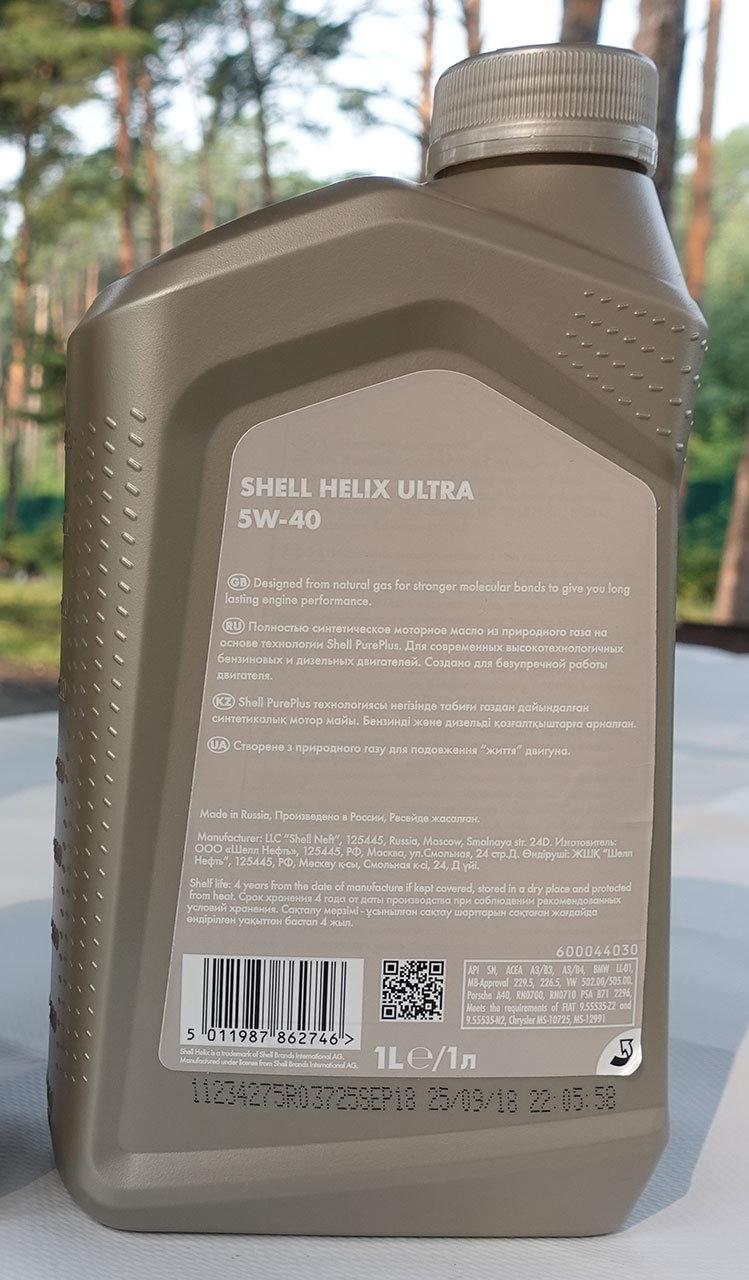 SHELL HELIX ULTRA
5W-40
GB Designed from natural gas for stronger molecular bonds to give you long
lasting engine performance.
RU Полностью синтетическое моторное масло из природного газа на
основе технологии Shell PurePlus. Для современных высокотехнологичных
бензиновых и дизельных двигателей. Создано для безупречной работы
двигателя.
KZ Shell PurePlus технологиясы негізінде табиғи газдан дайындалған
синтетикалық мотор майы. Бензинді және дизельді қозғалтқыштарға арналған.
UA Створене з природного газу для подовження "життя" двигуна.
Made in Russia, Произведено в России, Ресейде жасалған.
Manufacturer: LLC "Shell Neft", 125445, Russia, Moscow, Smolnaya str. 24D. Изготовитель:
ООО «Шелл Нефть», 125445, РФ, Москва, ул.Смольная, 24 стр.Д. Өндіруші: ЖШҚ "Шелл
Нефть", 125445, РФ, Мәскеу қ-сы, Смольная к-сі, 24, Д үйі.
Shelf life: 4 years from the date of manufacture if kept covered, stored in a dry place and protected
from heat. Срок хранения 4 года от даты производства при соблюдении рекомендованных
условий хранения. Сақталу мерзімі - ұсынылған сақтау шарттарын сақтаған жағдайда
өндірілген уақыттан бастап 4 жыл.
600044030
API SN, ACEA A3/B3, A3/B4, BMW LL-01,
MB-Approval 229.5, 226.5, VW 502.00/505.00,
Porsche A40, RN0700, RN0710 PSA B71 2296,
Meets the requirements of FIAT 9.55535-Z2 and
9.55535-N2, Chrysler MS-10725, MS-12991
5 011987 862746 >
Shell Helix is a trademark of Shell Brands International AG.
Manufactured under license from Shell Brands International AG.
1L℮/1л
11234275R03725SEP18 25/09/18 22:05:58